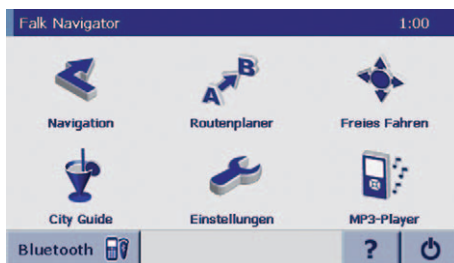 Falk Navigator 1:00
A B
Navigation Routenplaner Freies Fahren
City Guide Einstellungen MP3-Player
Bluetooth ?